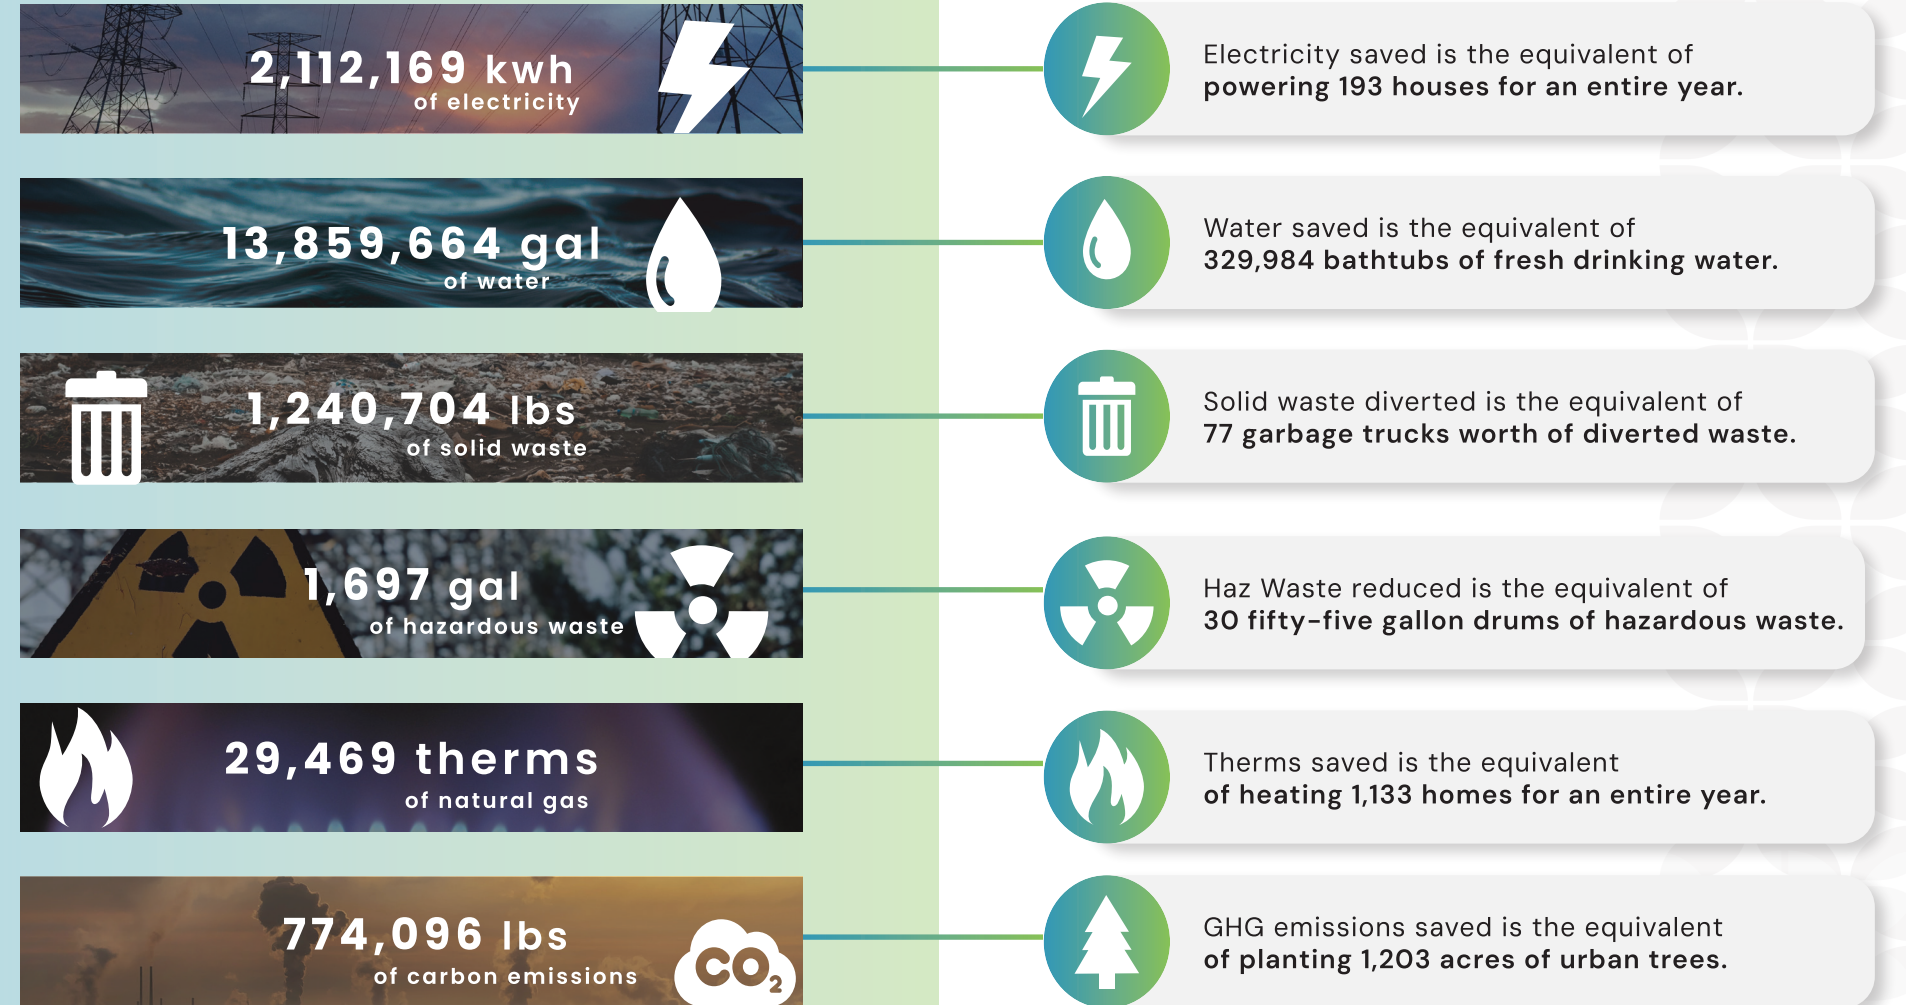 2,112,169 kwh
of electricity
Electricity saved is the equivalent of
powering 193 houses for an entire year.
13,859,664 gal
of water
Water saved is the equivalent of
329,984 bathtubs of fresh drinking water.
1,240,704 lbs
of solid waste
Solid waste diverted is the equivalent of
77 garbage trucks worth of diverted waste.
1,697 gal
of hazardous waste
Haz Waste reduced is the equivalent of
30 fifty-five gallon drums of hazardous waste.
29,469 therms
of natural gas
Therms saved is the equivalent
of heating 1,133 homes for an entire year.
774,096 lbs
of carbon emissions
CO2
GHG emissions saved is the equivalent
of planting 1,203 acres of urban trees.